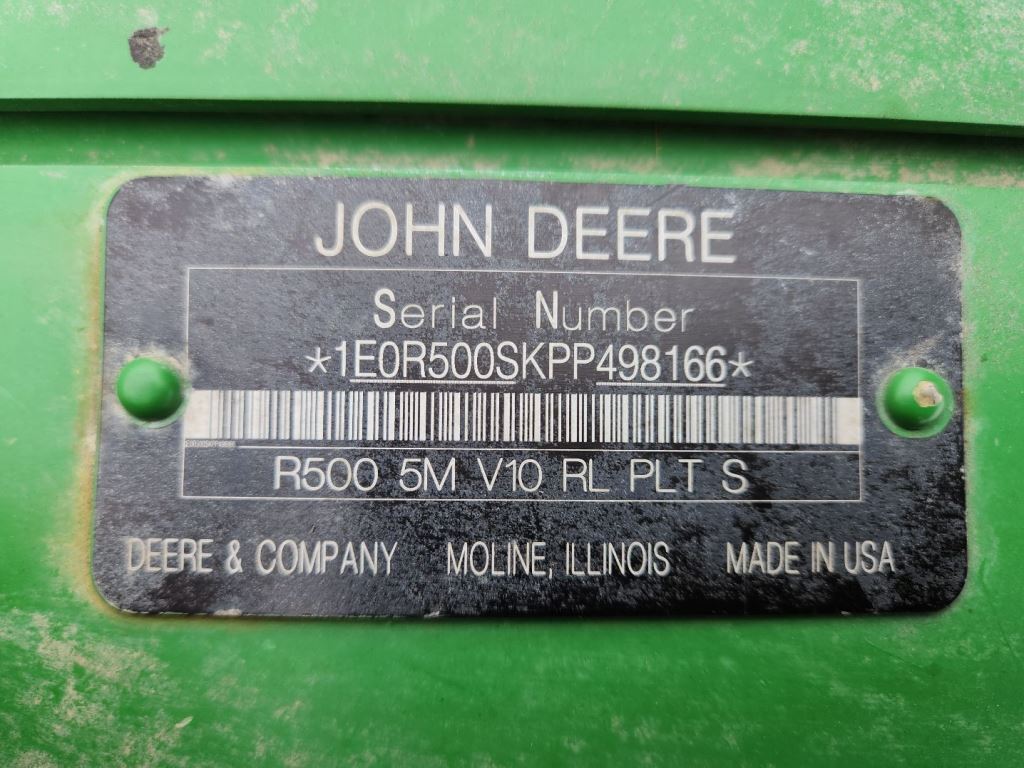 JOHN DEERE
Serial Number
*1E0R500SKPP498166*
R500 5M V10 RL PLT S
DEERE & COMPANY MOLINE, ILLINOIS MADE IN USA